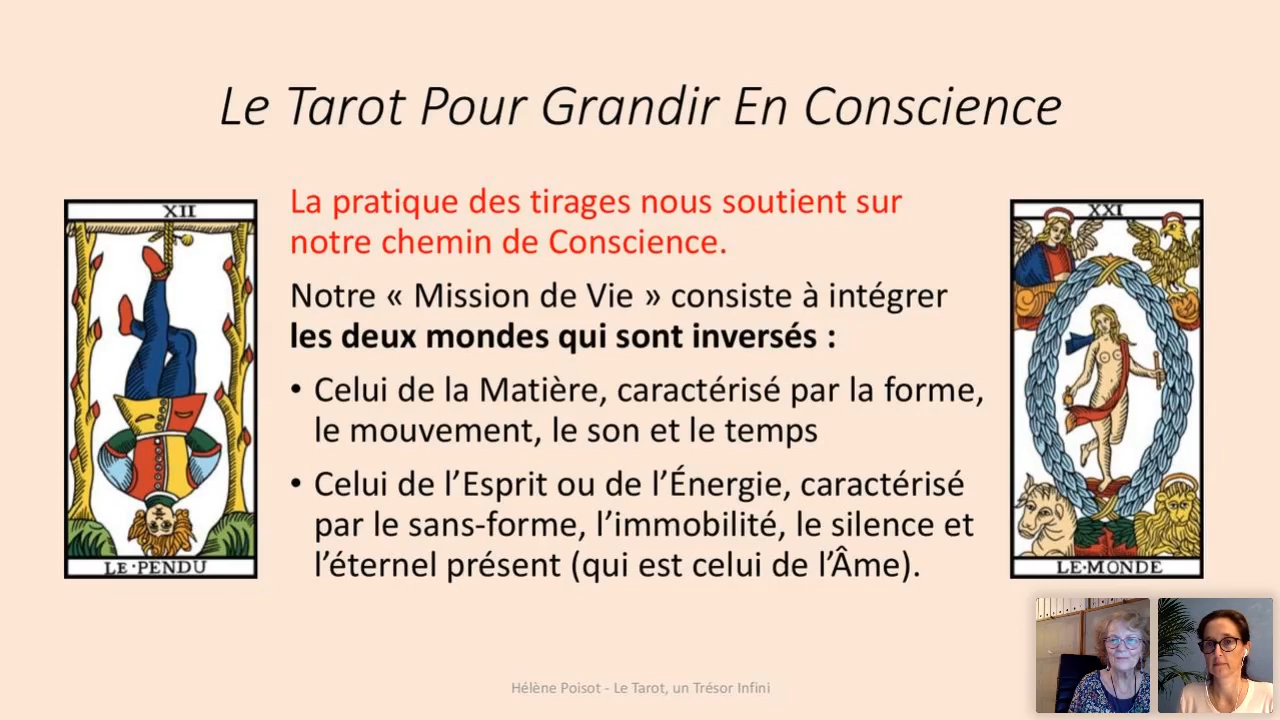 Le Tarot Pour Grandir En Conscience
XII
LE·PENDU
La pratique des tirages nous soutient sur
notre chemin de Conscience.
Notre « Mission de Vie » consiste à intégrer
les deux mondes qui sont inversés :
• Celui de la Matière, caractérisé par la forme,
le mouvement, le son et le temps
• Celui de l’Esprit ou de l’Énergie, caractérisé
par le sans-forme, l’immobilité, le silence et
l’éternel présent (qui est celui de l’Âme).
XXI
LE·MONDE
Hélène Poisot - Le Tarot, un Trésor Infini